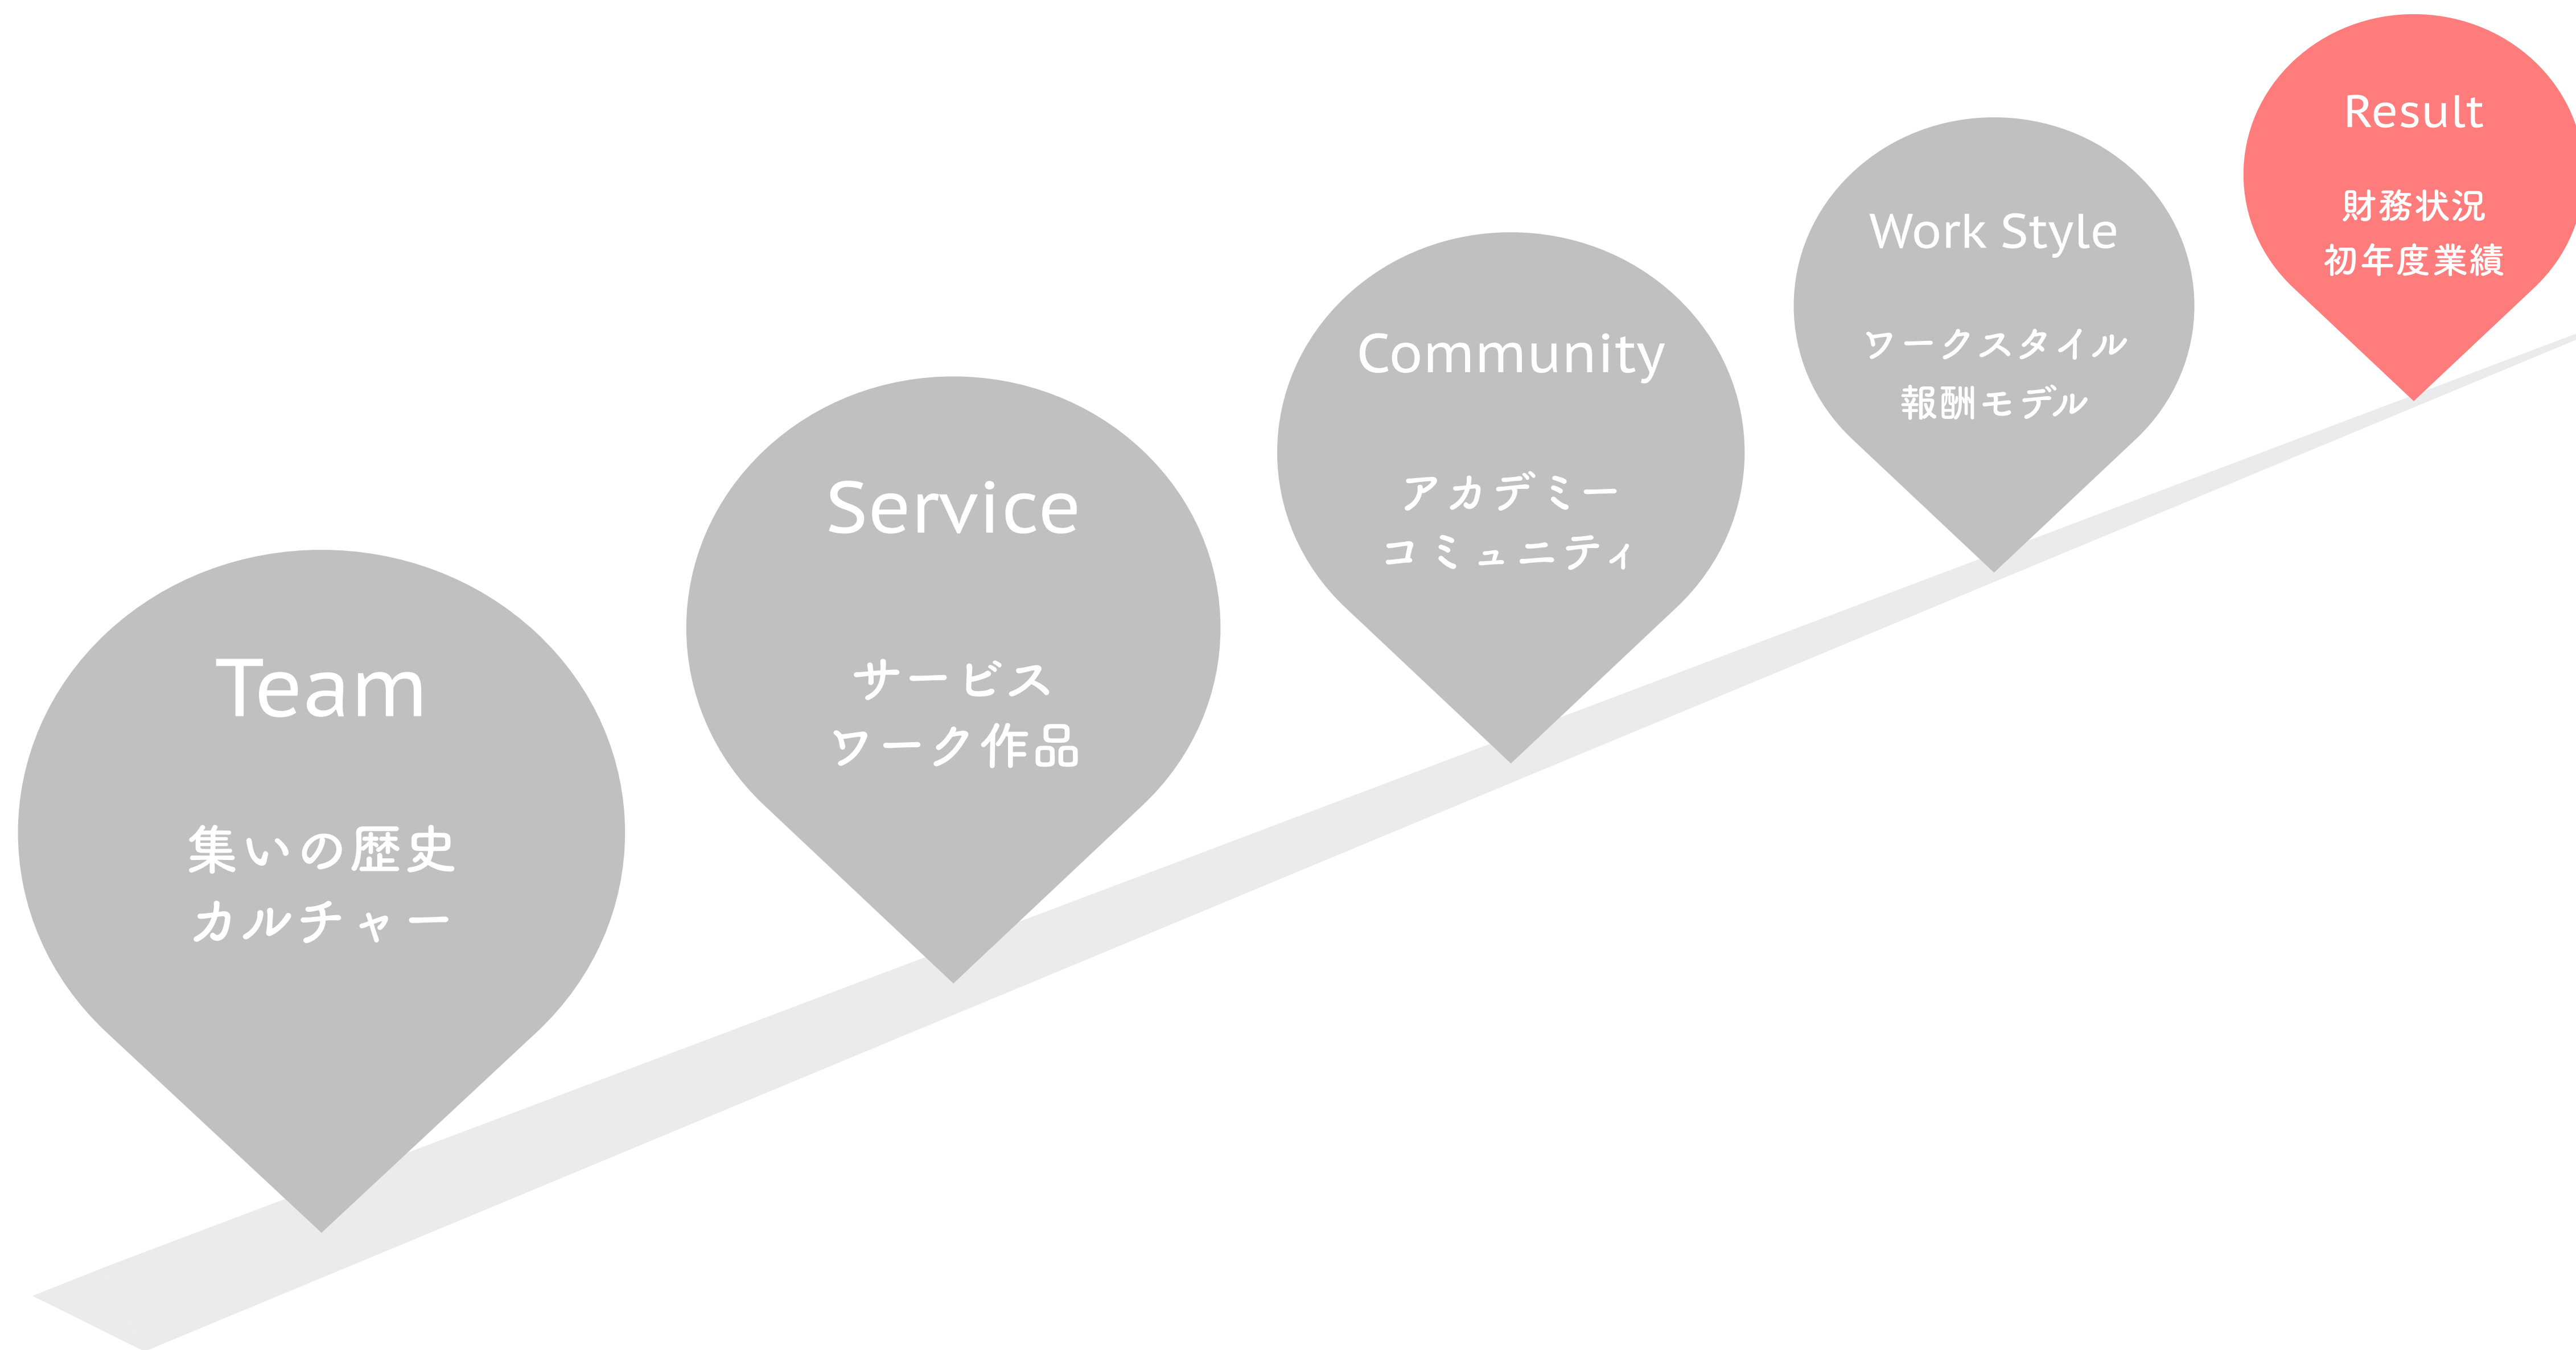 Team
集いの歴史
カルチャー
Service
サービス
ワーク作品
Community
アカデミー
コミュニティ
Work Style
ワークスタイル
報酬モデル
Result
財務状況
初年度業績